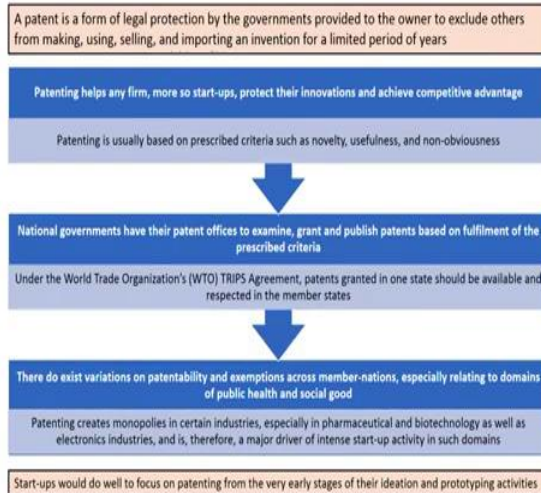 A patent is a form of legal protection by the governments provided to the owner to exclude others
from making, using, selling, and importing an invention for a limited period of years
Patenting helps any firm, more so start-ups, protect their innovations and achieve competitive advantage
Patenting is usually based on prescribed criteria such as novelty, usefulness, and non-obviousness
National governments have their patent offices to examine, grant and publish patents based on fulfilment of the
prescribed criteria
Under the World Trade Organization's (WTO) TRIPS Agreement, patents granted in one state should be available and
respected in the member states
There do exist variations on patentability and exemptions across member-nations, especially relating to domains
of public health and social good
Patenting creates monopolies in certain industries, especially in pharmaceutical and biotechnology as well as
electronics industries, and is, therefore, a major driver of intense start-up activity in such domains
Start-ups would do well to focus on patenting from the very early stages of their ideation and prototyping activities